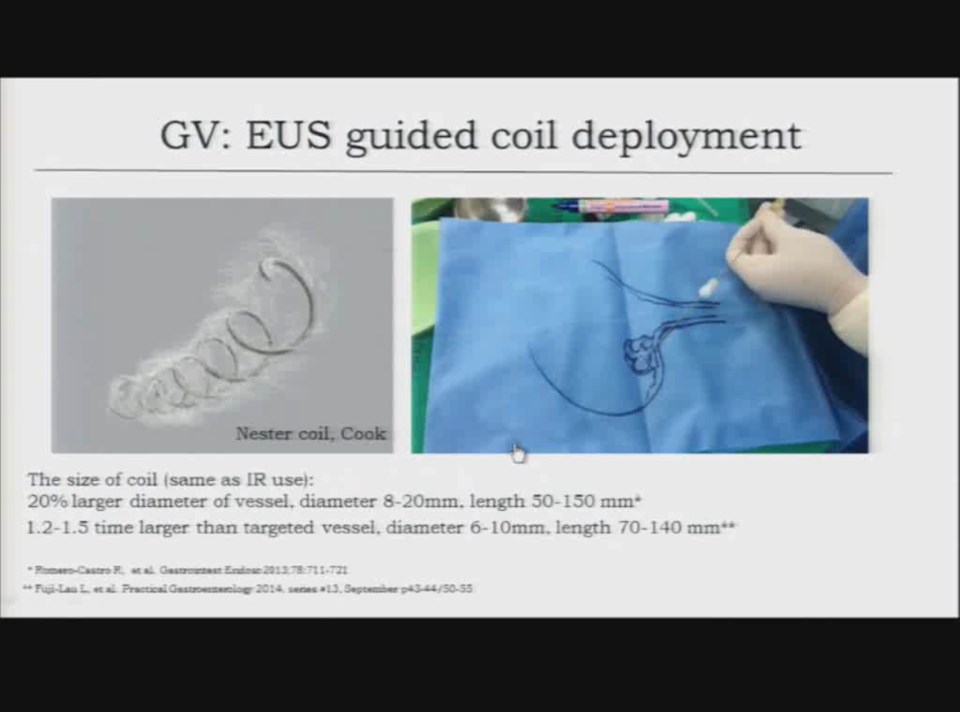 GV: EUS guided coil deployment
Nester coil, Cook
The size of coil (same as IR use):
20% larger diameter of vessel, diameter 8-20mm, length 50-150 mm*
1.2-1.5 time larger than targeted vessel, diameter 6-10mm, length 70-140 mm**
* Romero-Castro R, et al. Gastrointest Endosc 2013;78:711-721
** Fuji-Lau L, et al. Practical Gastroenterology 2014, series #13, September p43-44/50-55